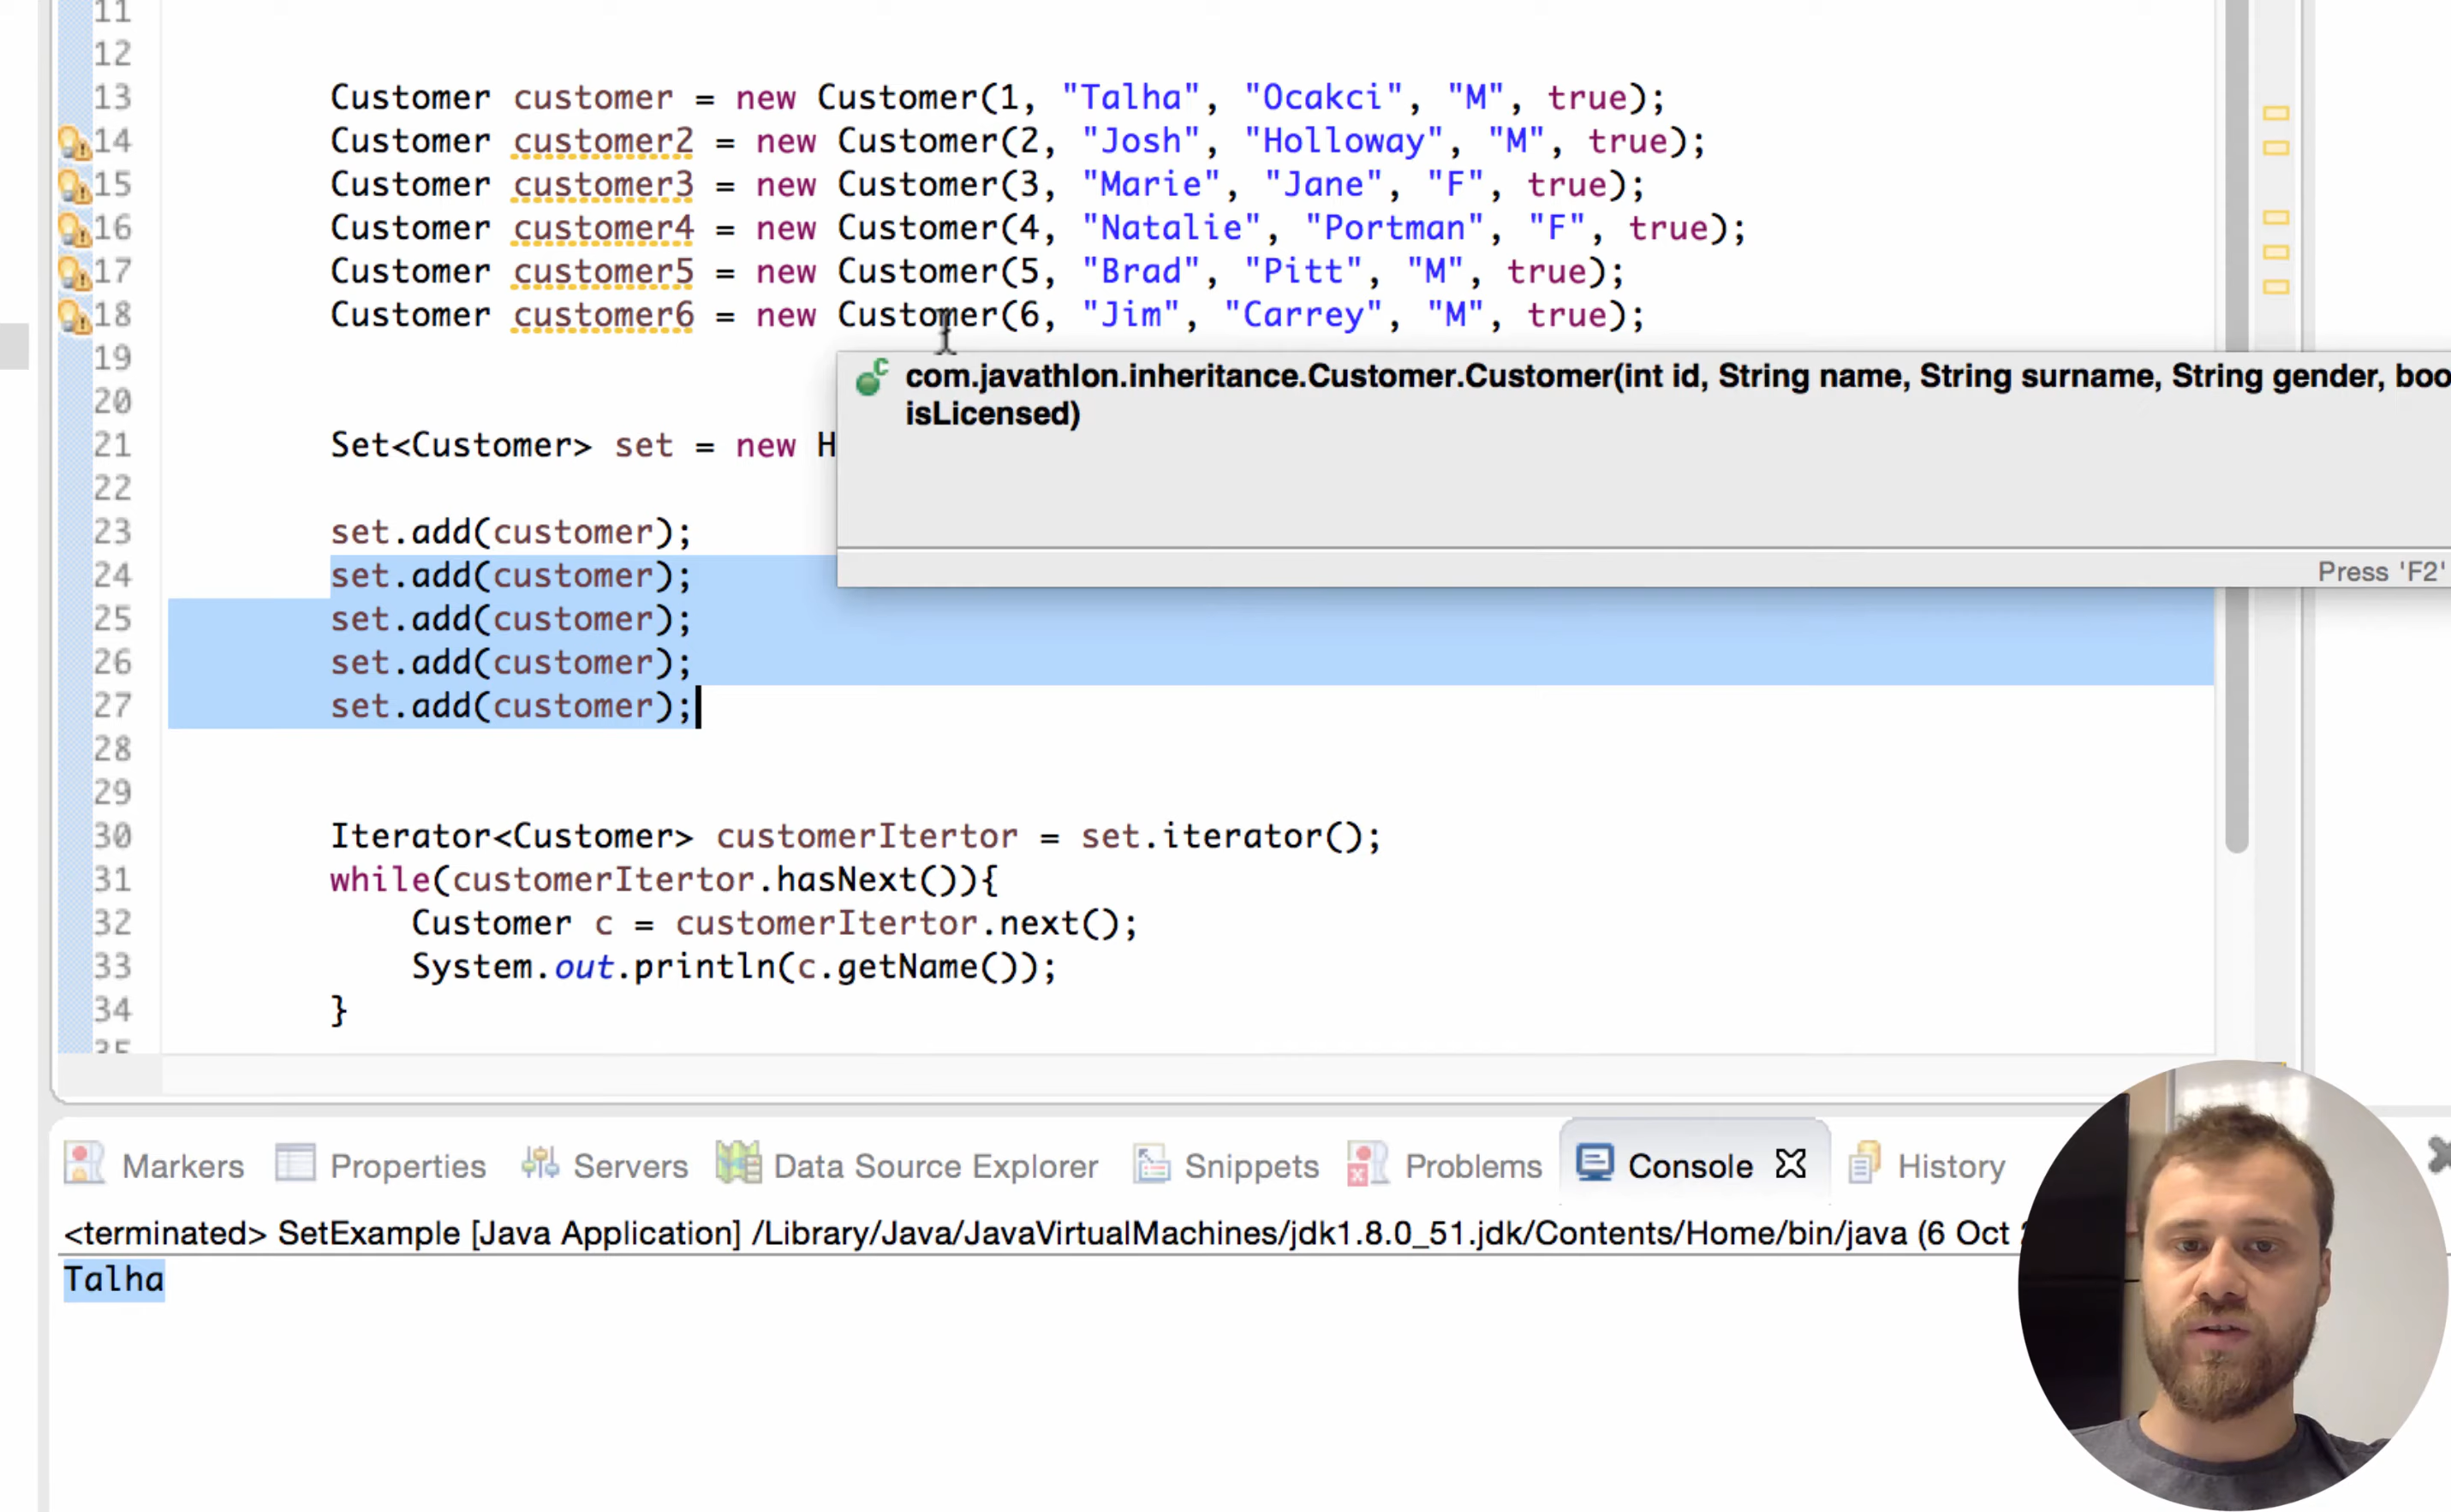 11
12
13 Customer customer = new Customer(1, "Talha", "Ocakci", "M", true);
14 Customer customer2 = new Customer(2, "Josh", "Holloway", "M", true);
15 Customer customer3 = new Customer(3, "Marie", "Jane", "F", true);
16 Customer customer4 = new Customer(4, "Natalie", "Portman", "F", true);
17 Customer customer5 = new Customer(5, "Brad", "Pitt", "M", true);
18 Customer customer6 = new Customer(6, "Jim", "Carrey", "M", true);
19
com.javathlon.inheritance.Customer.Customer(int id, String name, String surname, String gender, boo
20
isLicensed)
21 Set<Customer> set = new H
22
23 set.add(customer);
24 set.add(customer);
Press 'F2'
25 set.add(customer);
26 set.add(customer);
27 set.add(customer);
28
29
30 Iterator<Customer> customerItertor = set.iterator();
31 while(customerItertor.hasNext()){
32 Customer c = customerItertor.next();
33 System.out.println(c.getName());
34 }
35
Markers Properties Servers Data Source Explorer Snippets Problems Console History
<terminated> SetExample [Java Application] /Library/Java/JavaVirtualMachines/jdk1.8.0_51.jdk/Contents/Home/bin/java (6 Oct
Talha